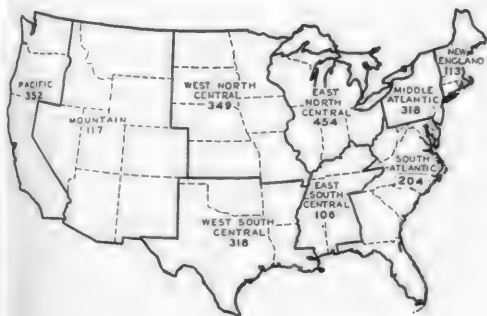 PACIFIC
352
MOUNTAIN
117
WEST NORTH
CENTRAL
349
WEST SOUTH
CENTRAL
318
EAST
NORTH
CENTRAL
454
EAST
SOUTH
CENTRAL
106
NEW
ENGLAND
113
MIDDLE
ATLANTIC
318
SOUTH
ATLANTIC
204